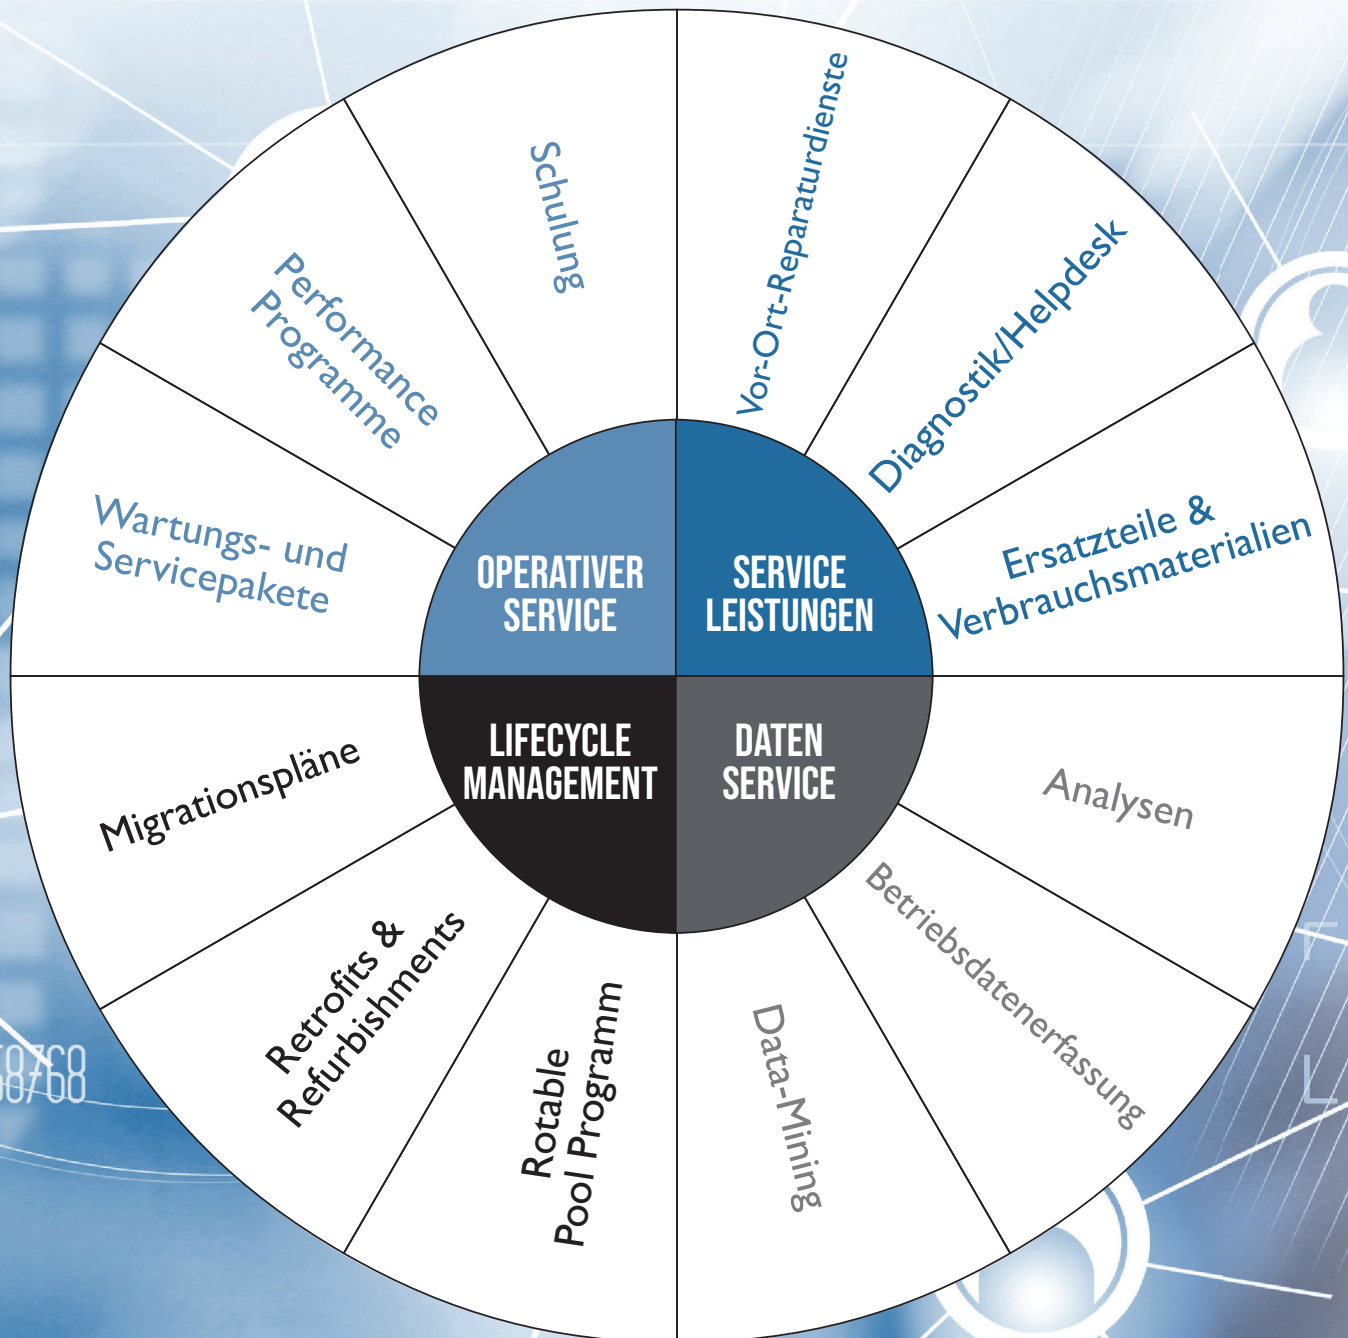 Schulung
Performance
Programme
Wartungs- und
Servicepakete
OPERATIVER
SERVICE
Vor-Ort-Reparaturdienste
Diagnostik/Helpdesk
Ersatzteile &
Verbrauchsmaterialien
SERVICE
LEISTUNGEN
LIFECYCLE
MANAGEMENT
Migrationspläne
Retrofits &
Refurbishments
Rotable
Pool Programm
DATEN
SERVICE
Analysen
Betriebsdatenerfassung
Data-Mining